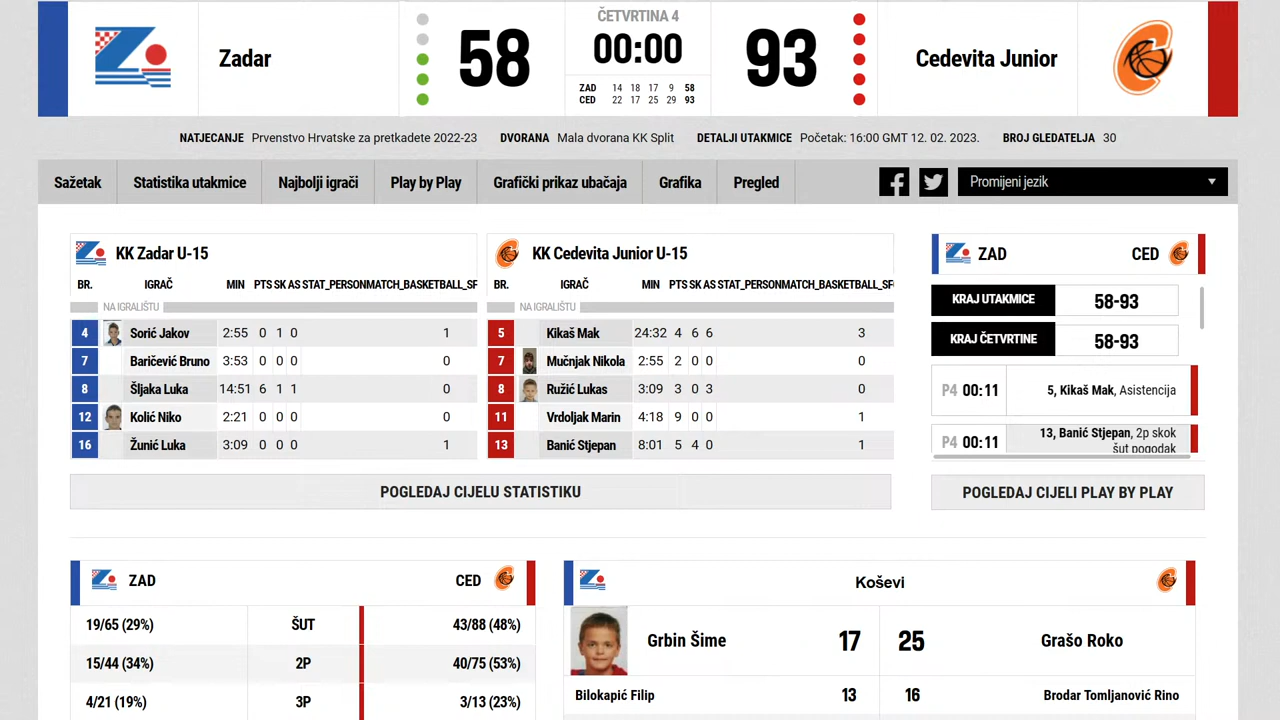 Zadar
58
ČETVRTINA 4
00:00
ZAD 14 18 17 9 58
CED 22 17 25 29 93
93
Cedevita Junior
NATJECANJE Prvenstvo Hrvatske za pretkadete 2022-23 DVORANA Mala dvorana KK Split DETALJI UTAKMICE Početak: 16:00 GMT 12. 02. 2023. BROJ GLEDATELJA 30
Sažetak Statistika utakmice Najbolji igrači Play by Play Grafički prikaz ubačaja Grafika Pregled Promijeni jezik
KK Zadar U-15
BR. IGRAČ MIN PTS SK AS STAT_PERSONMATCH_BASKETBALL_SF
NA IGRALIŠTU
4 Sorić Jakov 2:55 0 1 0 1
7 Baričević Bruno 3:53 0 0 0 0
8 Šljaka Luka 14:51 6 1 1 0
12 Kolić Niko 2:21 0 0 0 0
16 Žunić Luka 3:09 0 0 0 1
KK Cedevita Junior U-15
BR. IGRAČ MIN PTS SK AS STAT_PERSONMATCH_BASKETBALL_SF
NA IGRALIŠTU
5 Kikaš Mak 24:32 4 6 6 3
7 Mučnjak Nikola 2:55 2 0 0 0
8 Ružić Lukas 3:09 0 0 3 0
11 Vrdoljak Marin 4:18 9 0 0 1
13 Banić Stjepan 8:01 5 4 0 1
POGLEDAJ CIJELU STATISTIKU
ZAD CED
KRAJ UTAKMICE 58-93
KRAJ ČETVRTINE 58-93
P4 00:11 5, Kikaš Mak, Asistencija
P4 00:11 13, Banić Stjepan, 2p skok
šut pogodak
POGLEDAJ CIJELI PLAY BY PLAY
ZAD CED
19/65 (29%) ŠUT 43/88 (48%)
15/44 (34%) 2P 40/75 (53%)
4/21 (19%) 3P 3/13 (23%)
Koševi
Grbin Šime 17 25 Grašo Roko
Bilokapić Filip 13 16 Brodar Tomljanović Rino